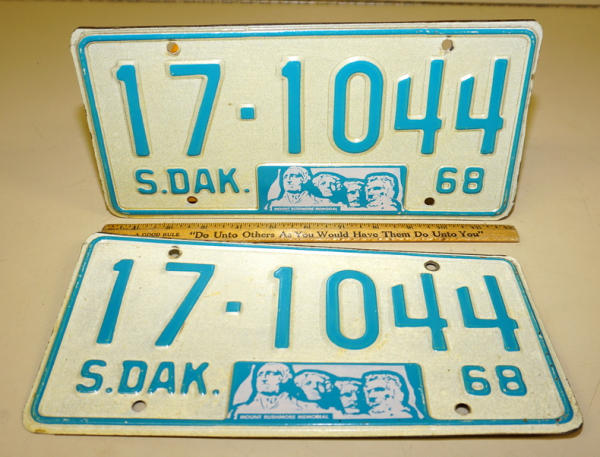 17·1044
S.DAK. 68
MOUNT RUSHMORE MEMORIAL
A GOOD RULE "Do Unto Others As You Would Have Them Do Unto You"
17·1044
S.DAK. 68
MOUNT RUSHMORE MEMORIAL